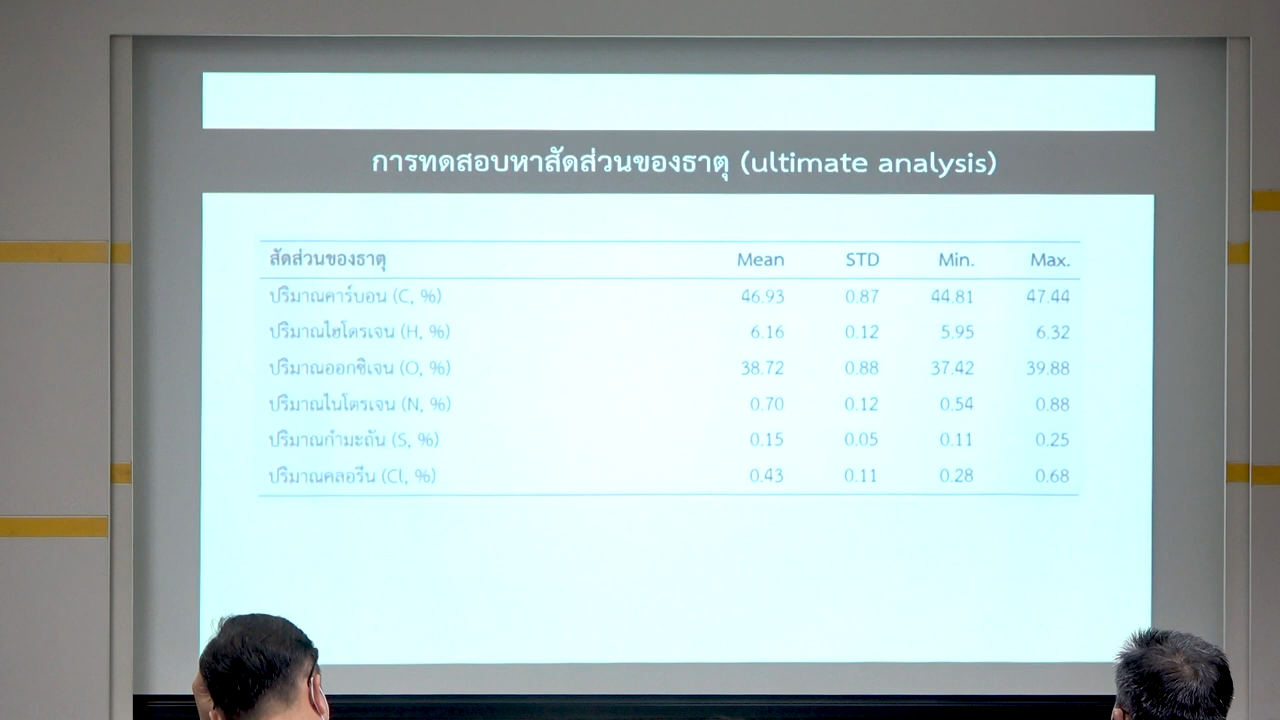 การทดสอบหาสัดส่วนของธาตุ (ultimate analysis)
สัดส่วนของธาตุ Mean STD Min. Max.
ปริมาณคาร์บอน (C, %) 46.93 0.87 44.81 47.44
ปริมาณไฮโดรเจน (H, %) 6.16 0.12 5.95 6.32
ปริมาณออกซิเจน (O, %) 38.72 0.88 37.42 39.88
ปริมาณไนโตรเจน (N, %) 0.70 0.12 0.54 0.88
ปริมาณกำมะถัน (S, %) 0.15 0.05 0.11 0.25
ปริมาณคลอรีน (Cl, %) 0.43 0.11 0.28 0.68